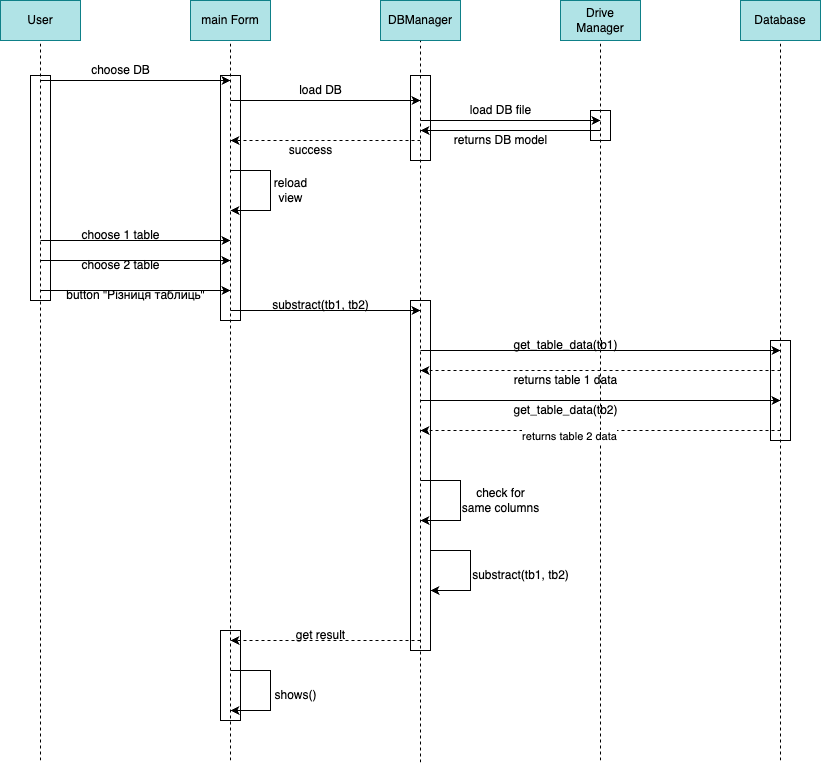 User
main Form
DBManager
Drive
Manager
Database
choose DB
load DB
load DB file
returns DB model
success
reload
view
choose 1 table
choose 2 table
button "Різниця таблиць"
substract(tb1, tb2)
get_table_data(tb1)
returns table 1 data
get_table_data(tb2)
returns table 2 data
check for
same columns
substract(tb1, tb2)
get result
shows()